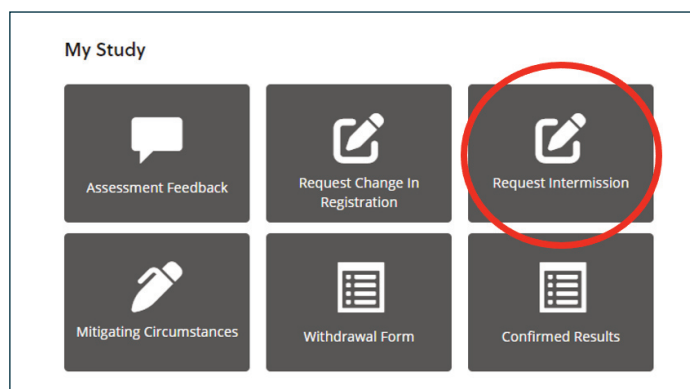 My Study
Assessment Feedback
Request Change In
Registration
Request Intermission
Mitigating Circumstances
Withdrawal Form
Confirmed Results